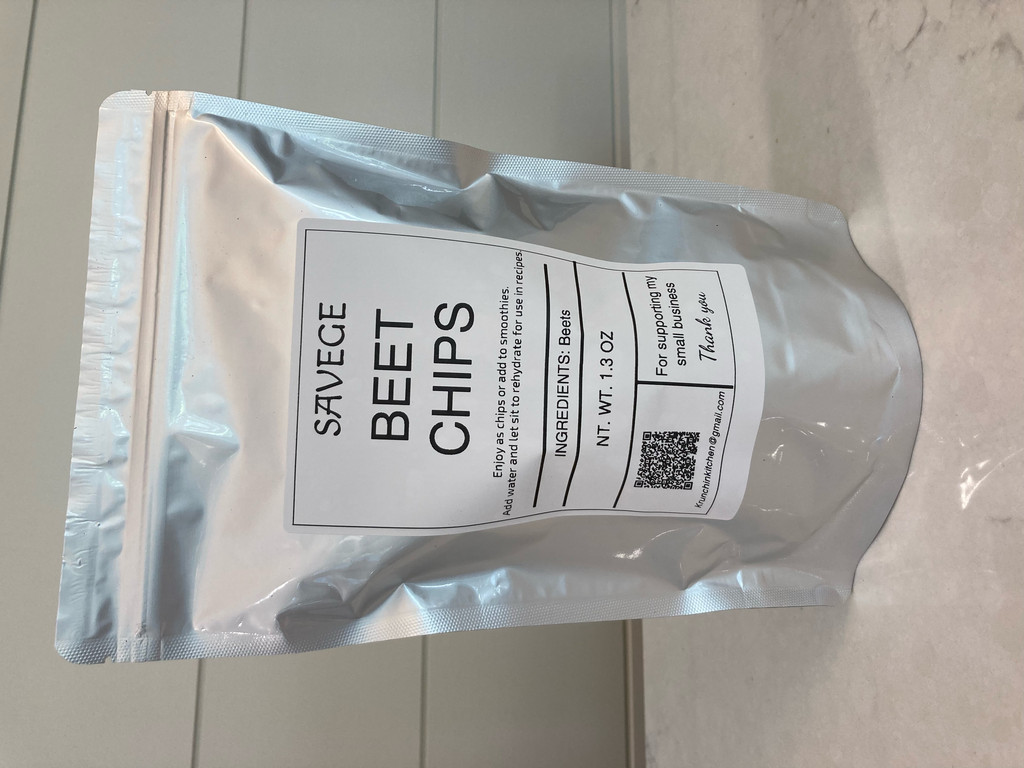 SAVEGE
BEET
CHIPS
Enjoy as chips or add to smoothies.
Add water and let sit to rehydrate for use in recipes.
INGREDIENTS: Beets
NT. WT. 1.3 OZ
Krunchinkitchen@gmail.com
For supporting my
small business
Thank you